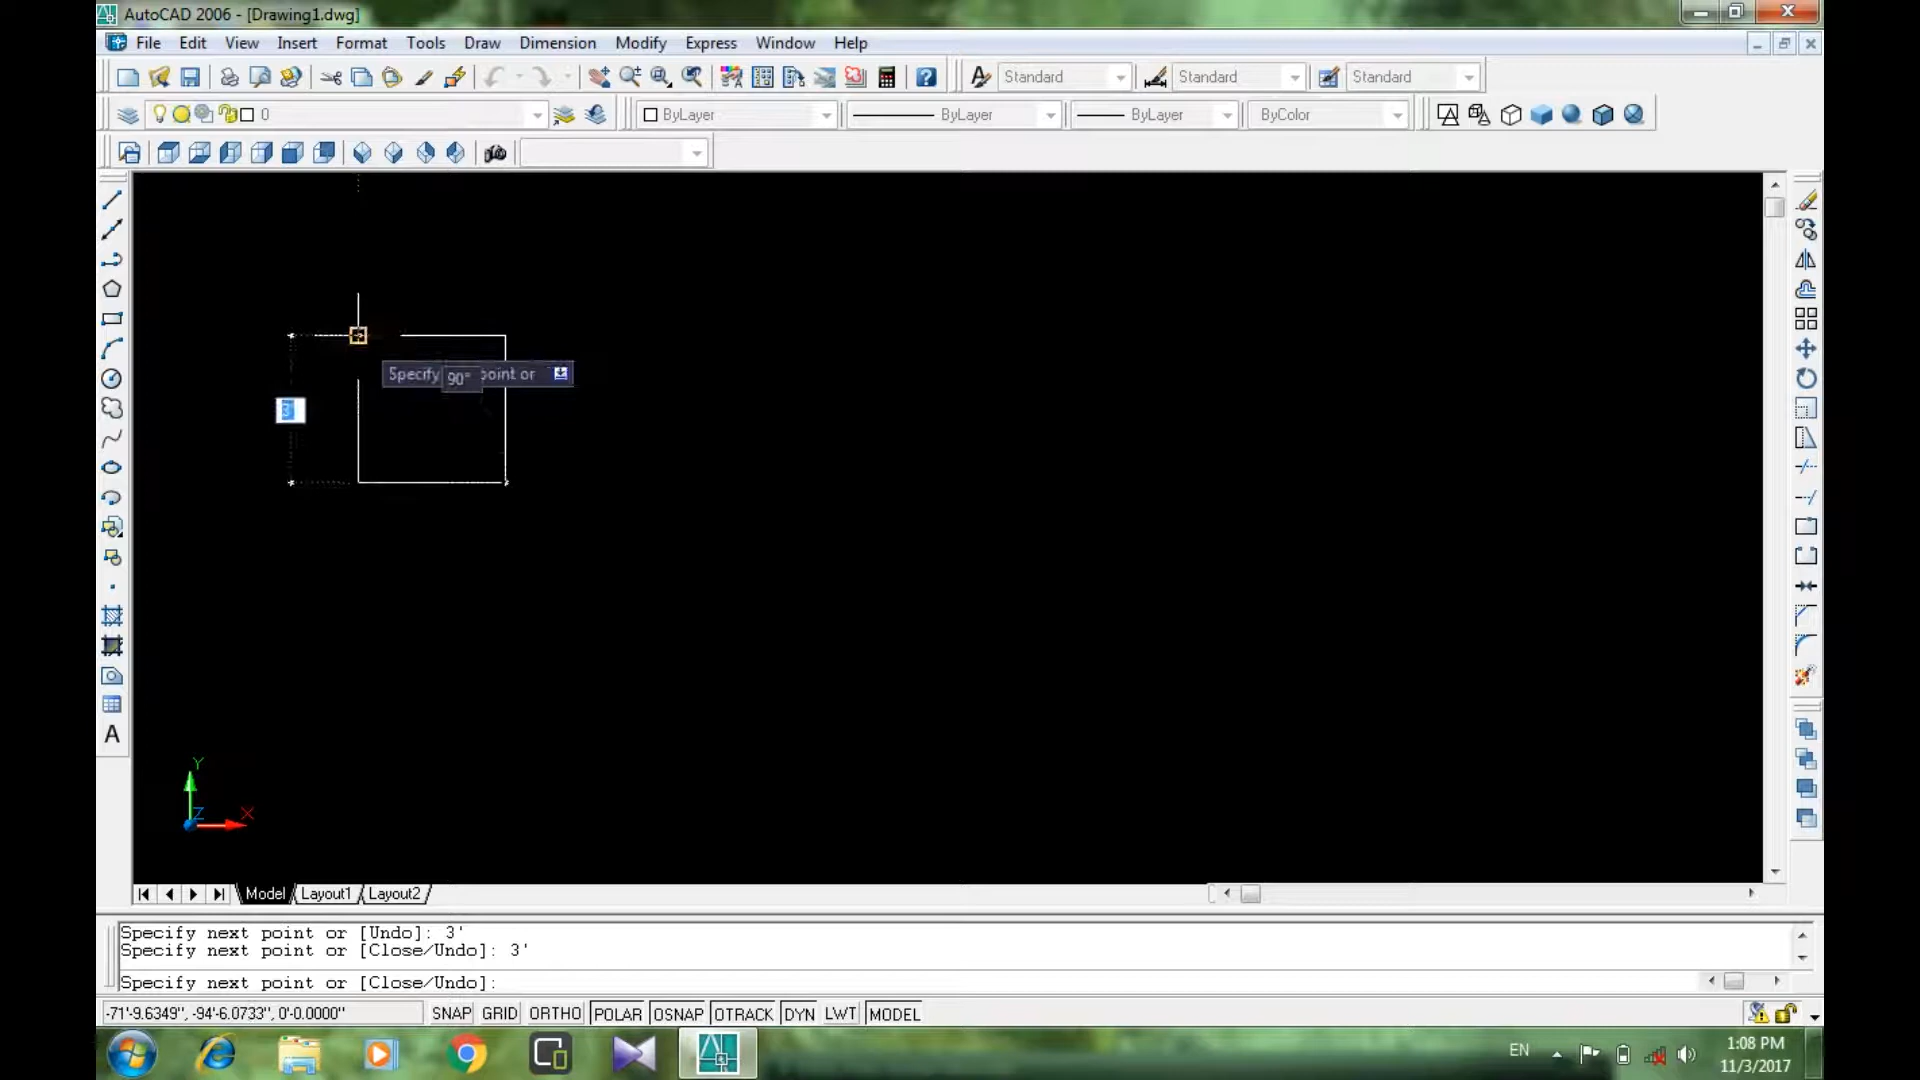 AutoCAD 2006 - [Drawing1.dwg]
File Edit View Insert Format Tools Draw Dimension Modify Express Window Help
Standard Standard Standard
0 ByLayer ByLayer ByLayer ByColor
Specify 90° point or
3'
Y
Z X
A
Model Layout1 Layout2
Specify next point or [Undo]: 3'
Specify next point or [Close/Undo]: 3'
Specify next point or [Close/Undo]:
-71'-9.6349", -94'-6.0733", 0'-0.0000" SNAP GRID ORTHO POLAR OSNAP OTRACK DYN LWT MODEL
EN 1:08 PM
11/3/2017